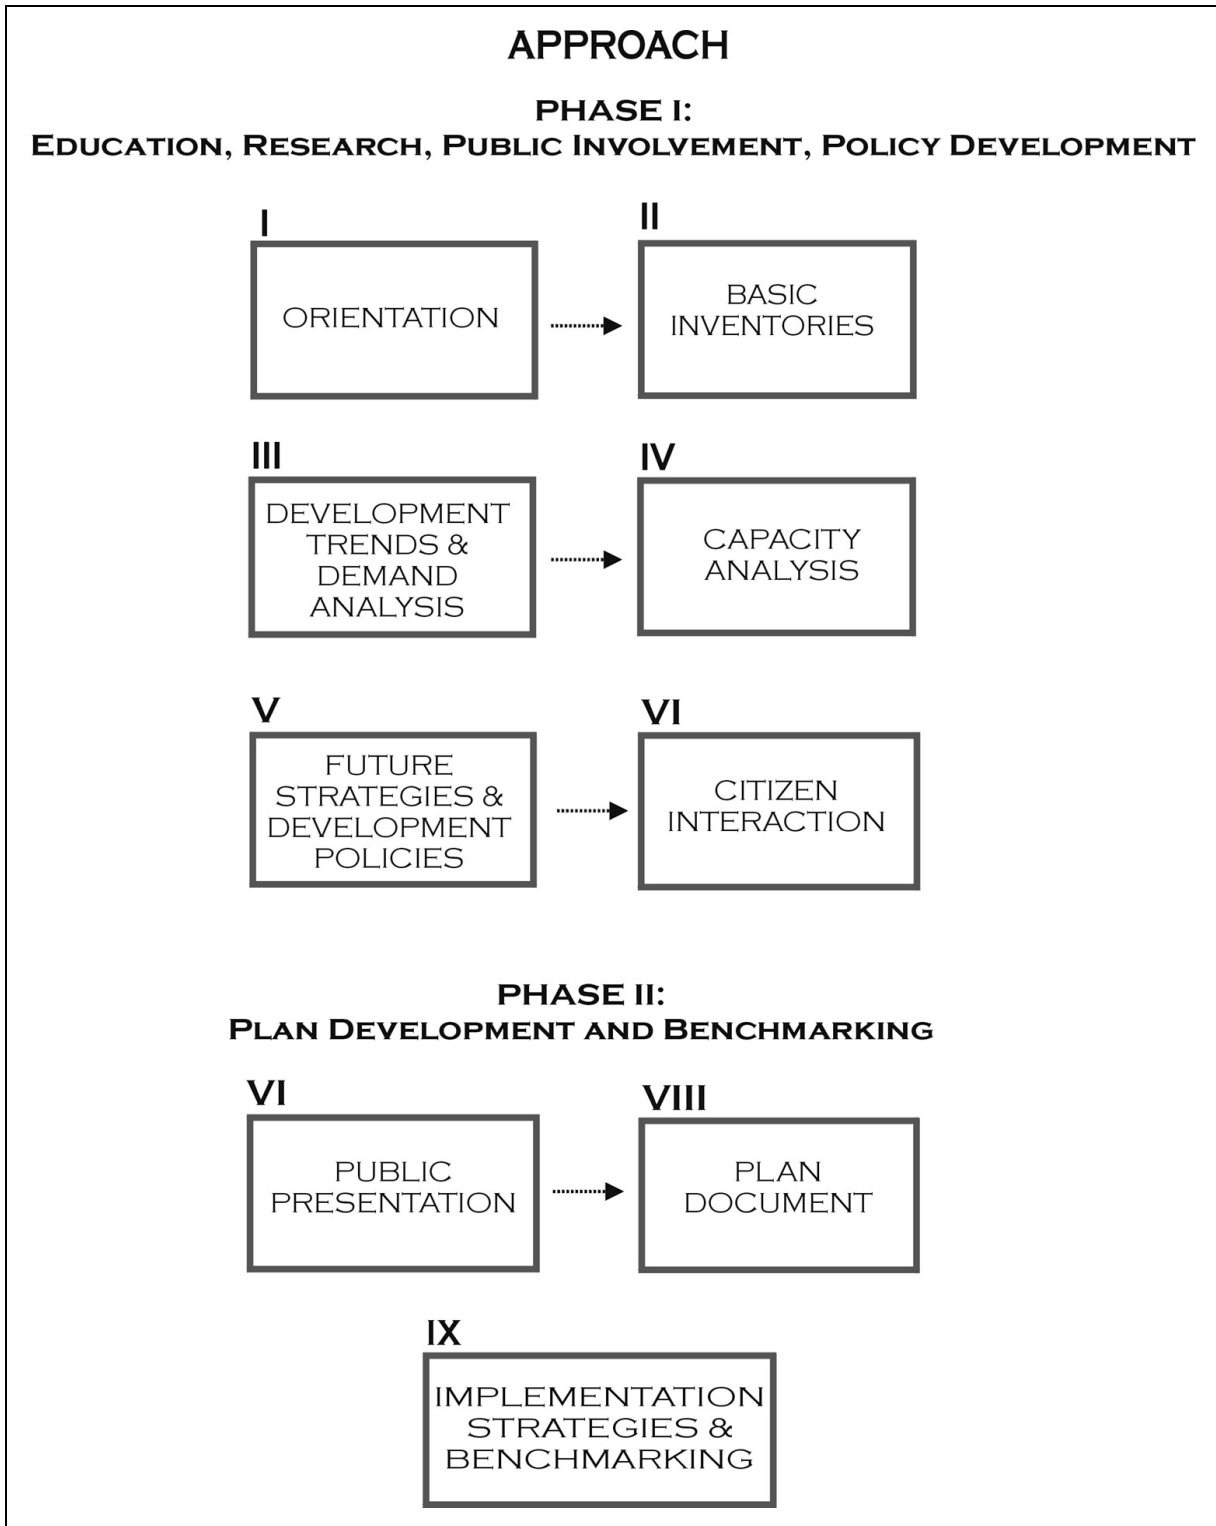 APPROACH
PHASE I:
EDUCATION, RESEARCH, PUBLIC INVOLVEMENT, POLICY DEVELOPMENT
I
ORIENTATION
II
BASIC
INVENTORIES
III
DEVELOPMENT
TRENDS &
DEMAND
ANALYSIS
IV
CAPACITY
ANALYSIS
V
FUTURE
STRATEGIES &
DEVELOPMENT
POLICIES
VI
CITIZEN
INTERACTION
PHASE II:
PLAN DEVELOPMENT AND BENCHMARKING
VI
PUBLIC
PRESENTATION
VIII
PLAN
DOCUMENT
IX
IMPLEMENTATION
STRATEGIES &
BENCHMARKING